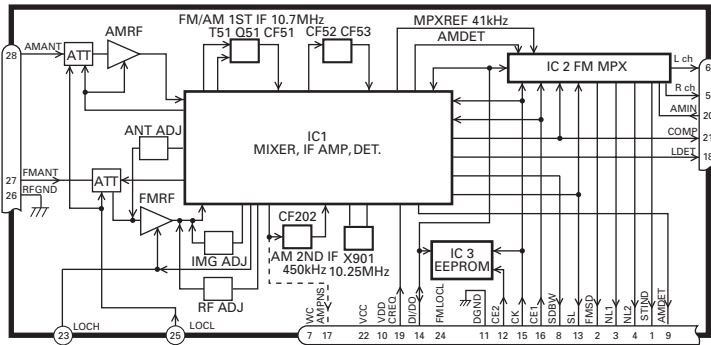 FM/AM 1ST IF 10.7MHz
T51 Q51 CF51
CF52 CF53
MPXREF 41kHz
AMDET
AMRF
AMANT
28
ATT
IC 2 FM MPX
L ch
6
R ch
5
AMIN
20
COMP
21
LDET
18
IC1
MIXER, IF AMP, DET.
ANT ADJ
FMANT
27
RFGND
26
ATT
FMRF
IMG ADJ
RF ADJ
CF202
AM 2ND IF
450kHz
X901
10.25MHz
IC 3
EEPROM
LOCH
23
LOCL
25
WC
AMPNS
VCC
VDD
CREQ
DI/DO
FMLOCL
DGND
CE2
CK
CE1
SDBW
SL
FMSD
NL1
NL2
STIND
AMDET
7 17 22 10 19 14 24 11 12 15 16 8 13 2 3 4 1 9